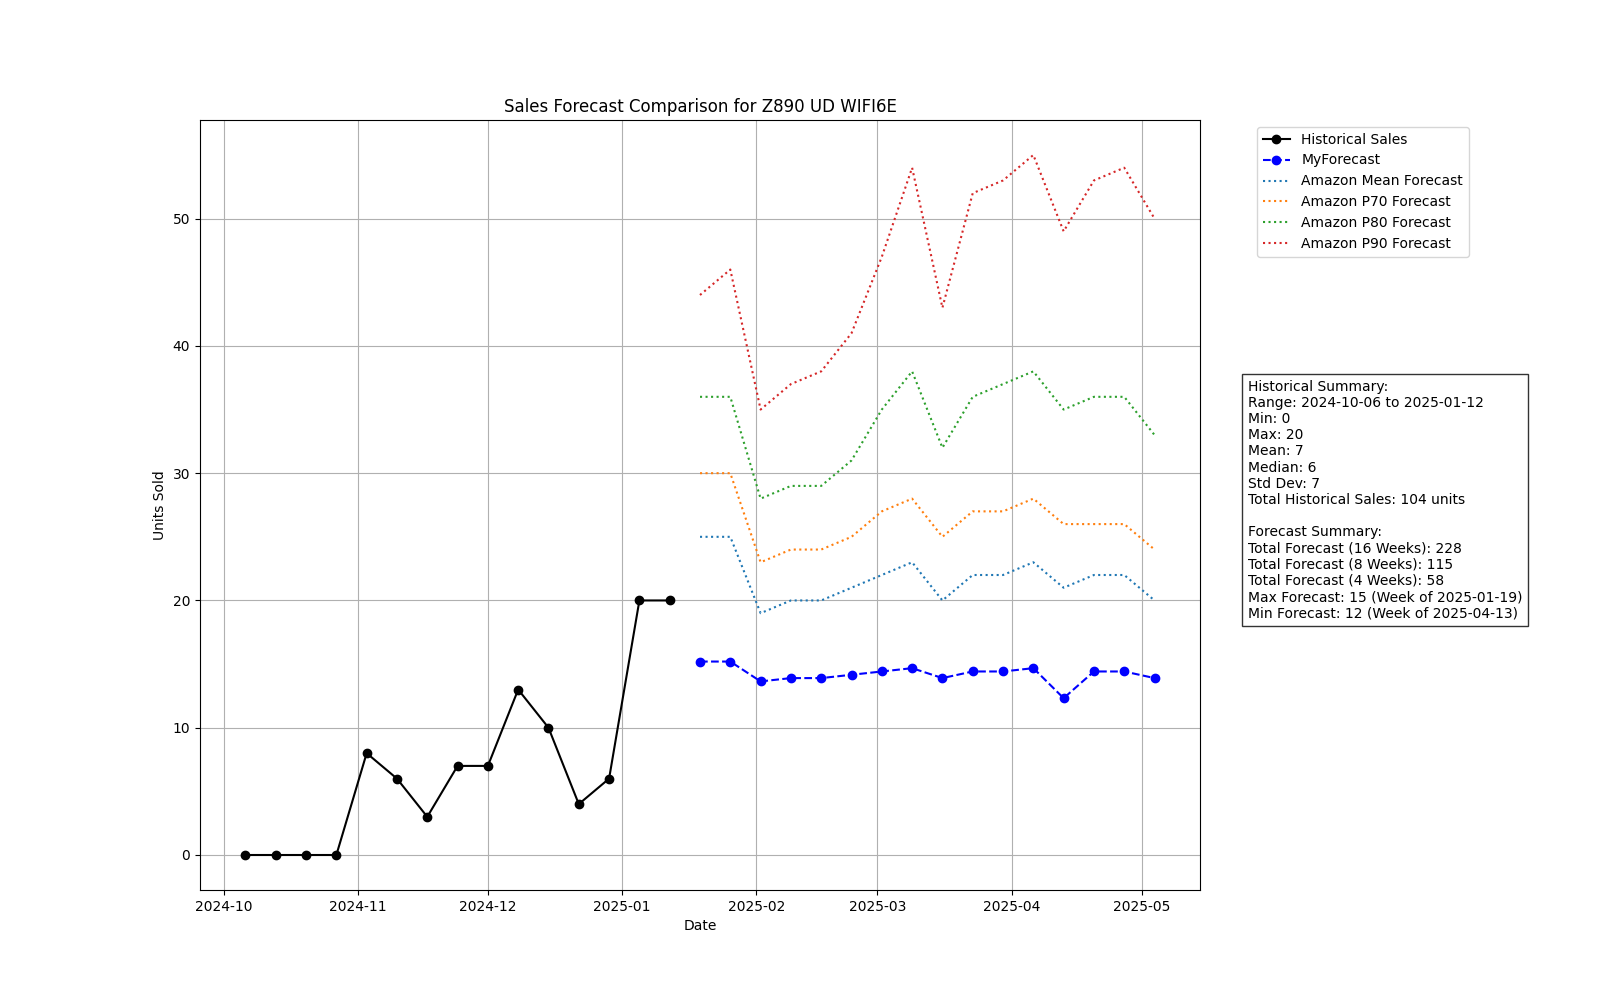 Sales Forecast Comparison for Z890 UD WIFI6E
Historical Sales
MyForecast
Amazon Mean Forecast
Amazon P70 Forecast
Amazon P80 Forecast
Amazon P90 Forecast
50
40
30
20
10
0
Units Sold
2024-10
2024-11
2024-12
2025-01
2025-02
2025-03
2025-04
2025-05
Date
Historical Summary:
Range: 2024-10-06 to 2025-01-12
Min: 0
Max: 20
Mean: 7
Median: 6
Std Dev: 7
Total Historical Sales: 104 units
Forecast Summary:
Total Forecast (16 Weeks): 228
Total Forecast (8 Weeks): 115
Total Forecast (4 Weeks): 58
Max Forecast: 15 (Week of 2025-01-19)
Min Forecast: 12 (Week of 2025-04-13)